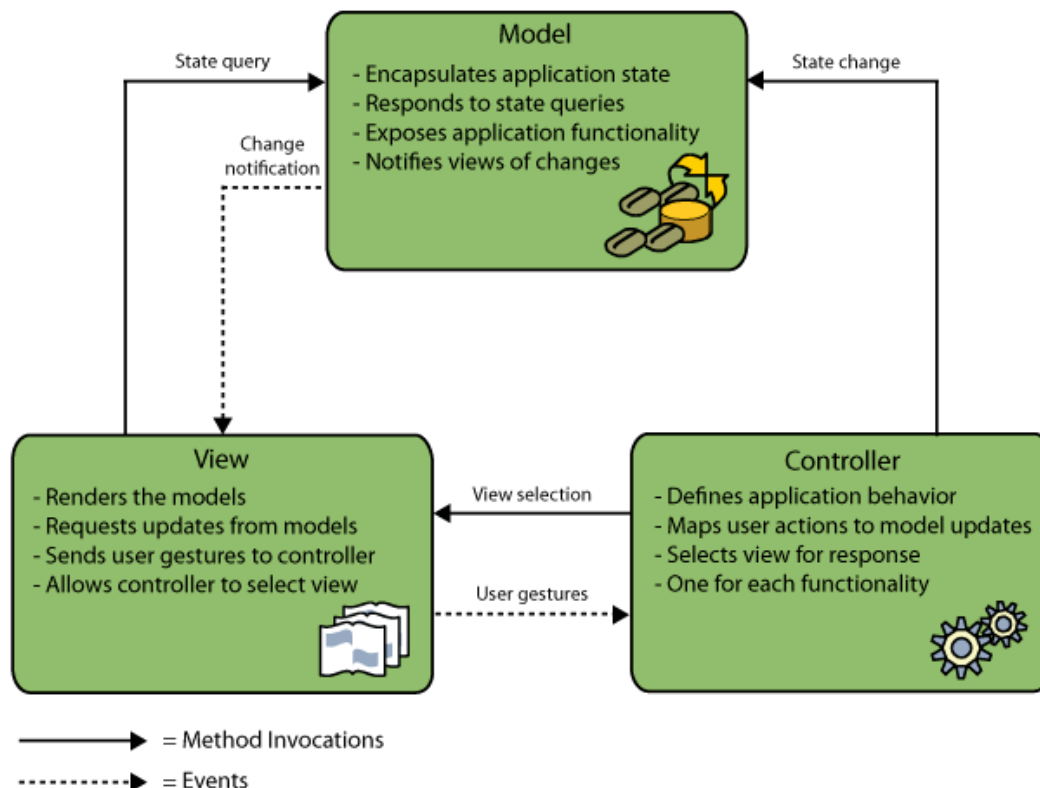 Model
- Encapsulates application state
- Responds to state queries
- Exposes application functionality
- Notifies views of changes
State query
State change
Change
notification
View
- Renders the models
- Requests updates from models
- Sends user gestures to controller
- Allows controller to select view
View selection
User gestures
Controller
- Defines application behavior
- Maps user actions to model updates
- Selects view for response
- One for each functionality
= Method Invocations
= Events